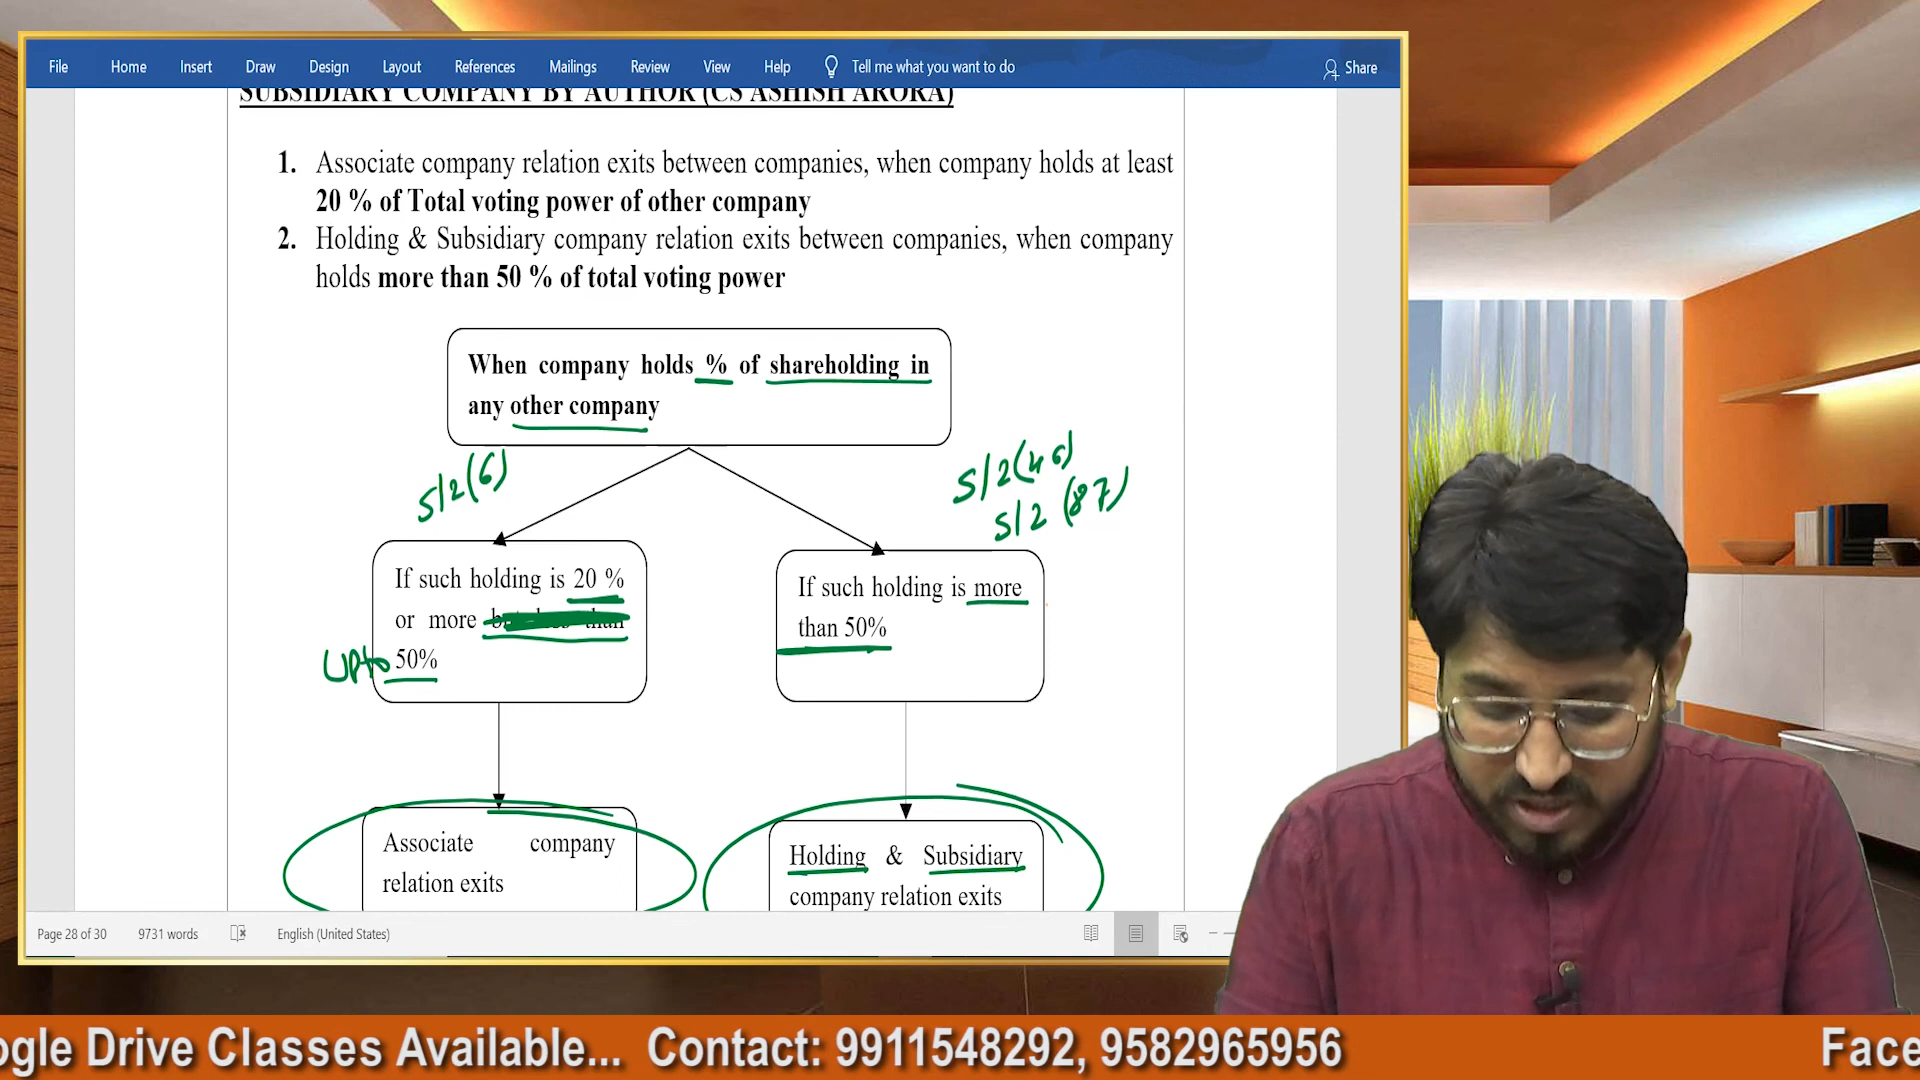 File Home Insert Draw Design Layout References Mailings Review View Help Tell me what you want to do Share
SUBSIDIARY COMPANY BY AUTHOR (CS ASHISH ARORA)
1. Associate company relation exits between companies, when company holds at least
20 % of Total voting power of other company
2. Holding & Subsidiary company relation exits between companies, when company
holds more than 50 % of total voting power
When company holds % of shareholding in
any other company
S/2(6)
S/2(46)
S/2 (87)
If such holding is 20 %
or more but less than
upto 50%
If such holding is more
than 50%
Associate company
relation exits
Holding & Subsidiary
company relation exits
Page 28 of 30 9731 words English (United States)
ogle Drive Classes Available... Contact: 9911548292, 9582965956 Face